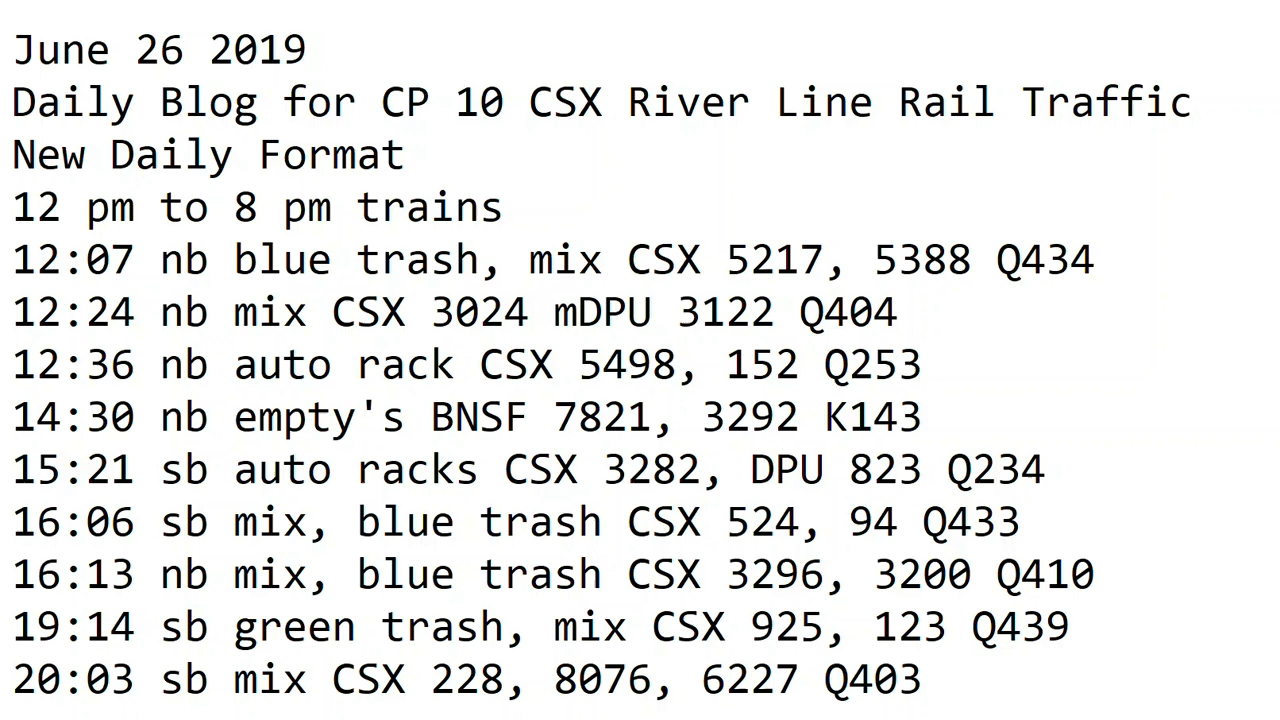 June 26 2019
Daily Blog for CP 10 CSX River Line Rail Traffic
New Daily Format
12 pm to 8 pm trains
12:07 nb blue trash, mix CSX 5217, 5388 Q434
12:24 nb mix CSX 3024 mDPU 3122 Q404
12:36 nb auto rack CSX 5498, 152 Q253
14:30 nb empty's BNSF 7821, 3292 K143
15:21 sb auto racks CSX 3282, DPU 823 Q234
16:06 sb mix, blue trash CSX 524, 94 Q433
16:13 nb mix, blue trash CSX 3296, 3200 Q410
19:14 sb green trash, mix CSX 925, 123 Q439
20:03 sb mix CSX 228, 8076, 6227 Q403